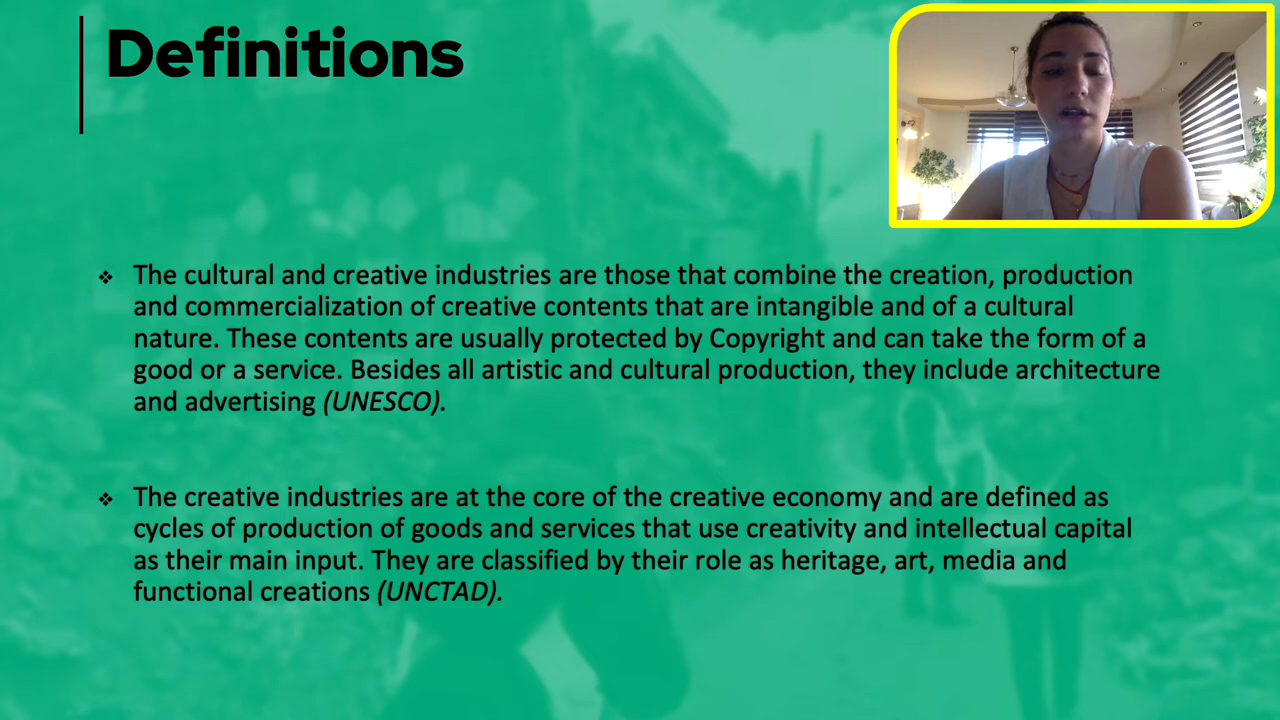 Definitions
❖ The cultural and creative industries are those that combine the creation, production
and commercialization of creative contents that are intangible and of a cultural
nature. These contents are usually protected by Copyright and can take the form of a
good or a service. Besides all artistic and cultural production, they include architecture
and advertising (UNESCO).
❖ The creative industries are at the core of the creative economy and are defined as
cycles of production of goods and services that use creativity and intellectual capital
as their main input. They are classified by their role as heritage, art, media and
functional creations (UNCTAD).